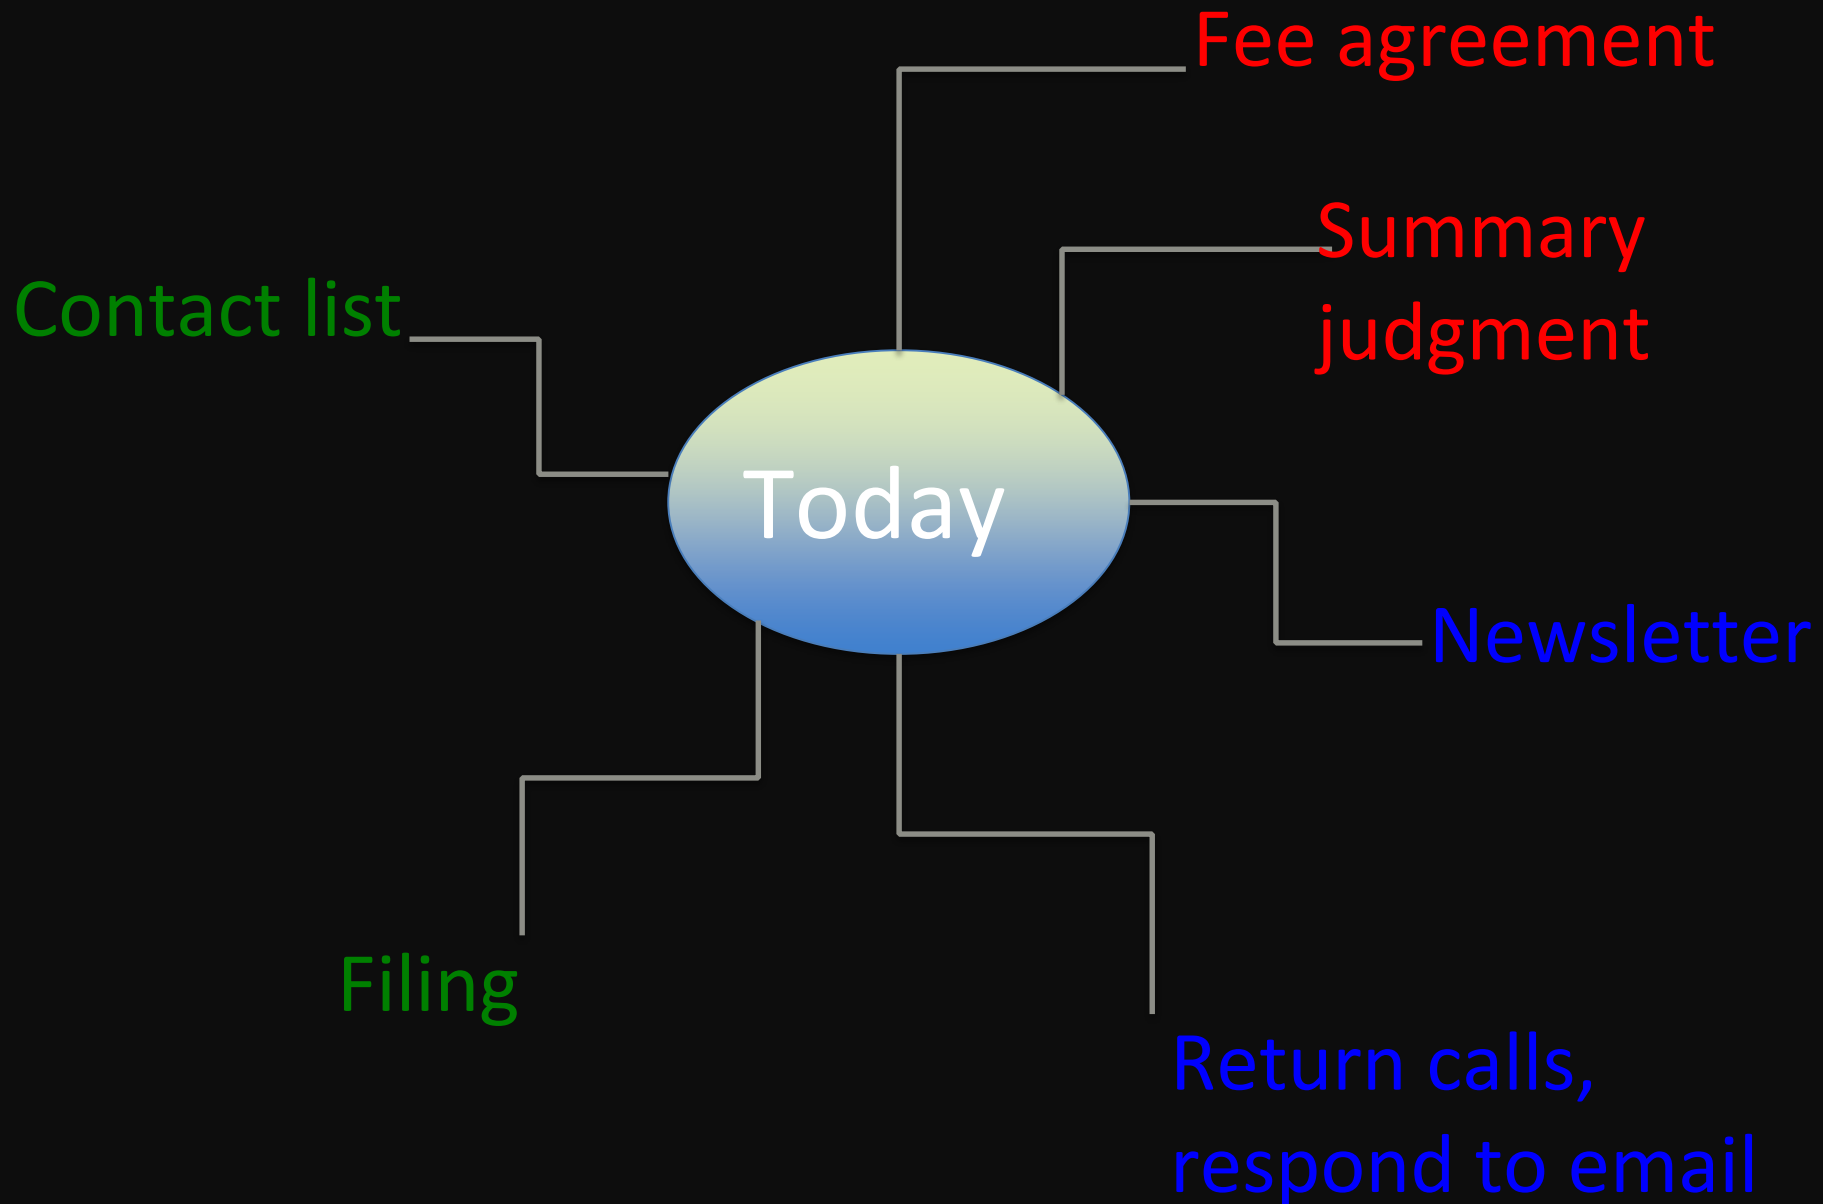 Fee agreement
Summary
judgment
Contact list
Today
Newsletter
Filing
Return calls,
respond to email